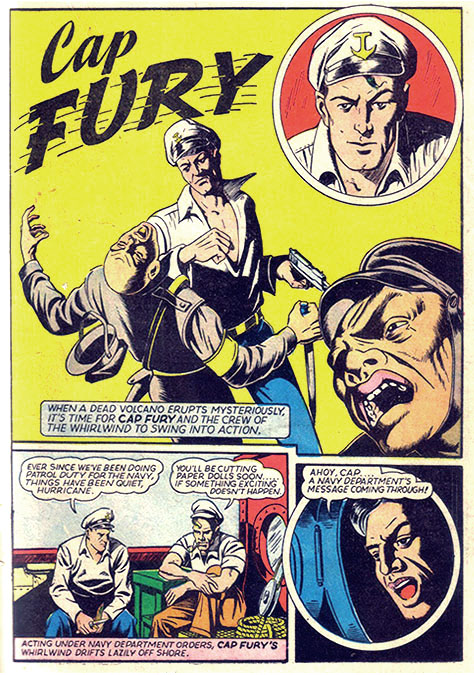 Cap
FURY
WHEN A DEAD VOLCANO ERUPTS MYSTERIOUSLY,
IT'S TIME FOR CAP FURY AND THE CREW OF
THE WHIRLWIND TO SWING INTO ACTION.
EVER SINCE WE'VE BEEN DOING
PATROL DUTY FOR THE NAVY,
THINGS HAVE BEEN QUIET,
HURRICANE.
YOU'LL BE CUTTING
PAPER DOLLS SOON....
IF SOMETHING EXCITING
DOESN'T HAPPEN.
ACTING UNDER NAVY DEPARTMENT ORDERS, CAP FURY'S
WHIRLWIND DRIFTS LAZILY OFF SHORE.
AHOY, CAP....
A NAVY DEPARTMENT'S
MESSAGE COMING THROUGH!